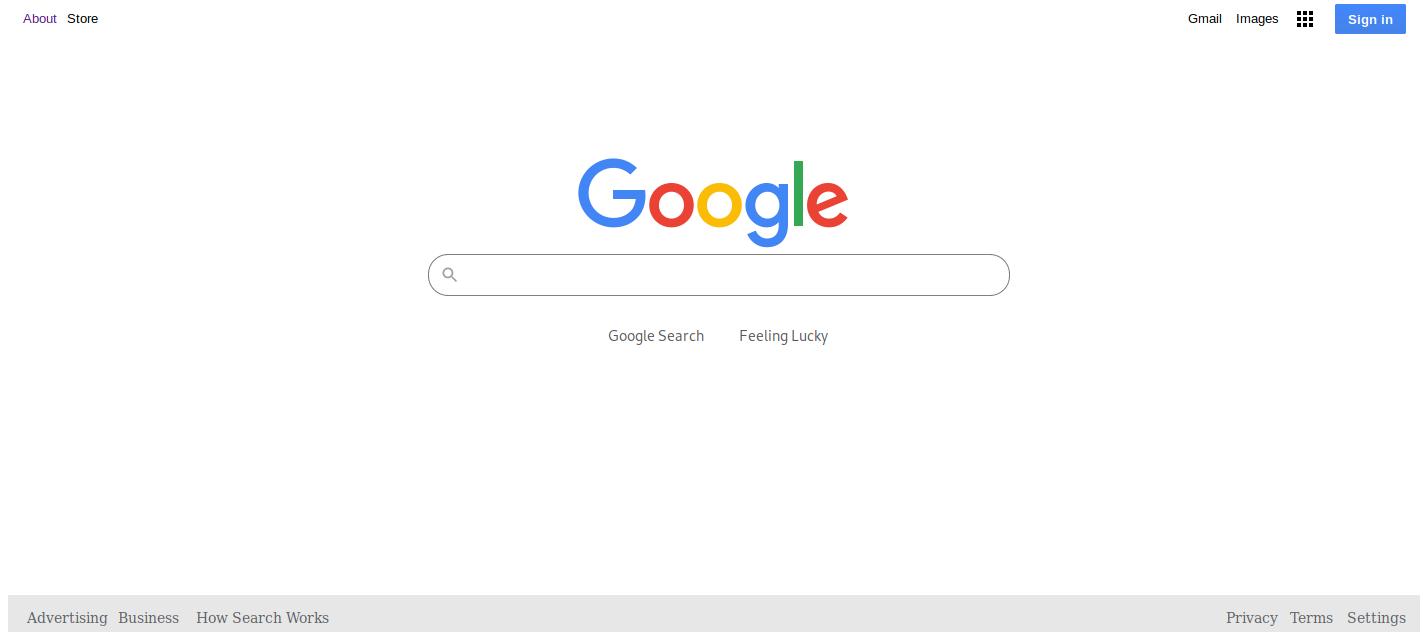 About Store Gmail Images Sign in
Google
Google Search Feeling Lucky
Advertising Business How Search Works Privacy Terms Settings